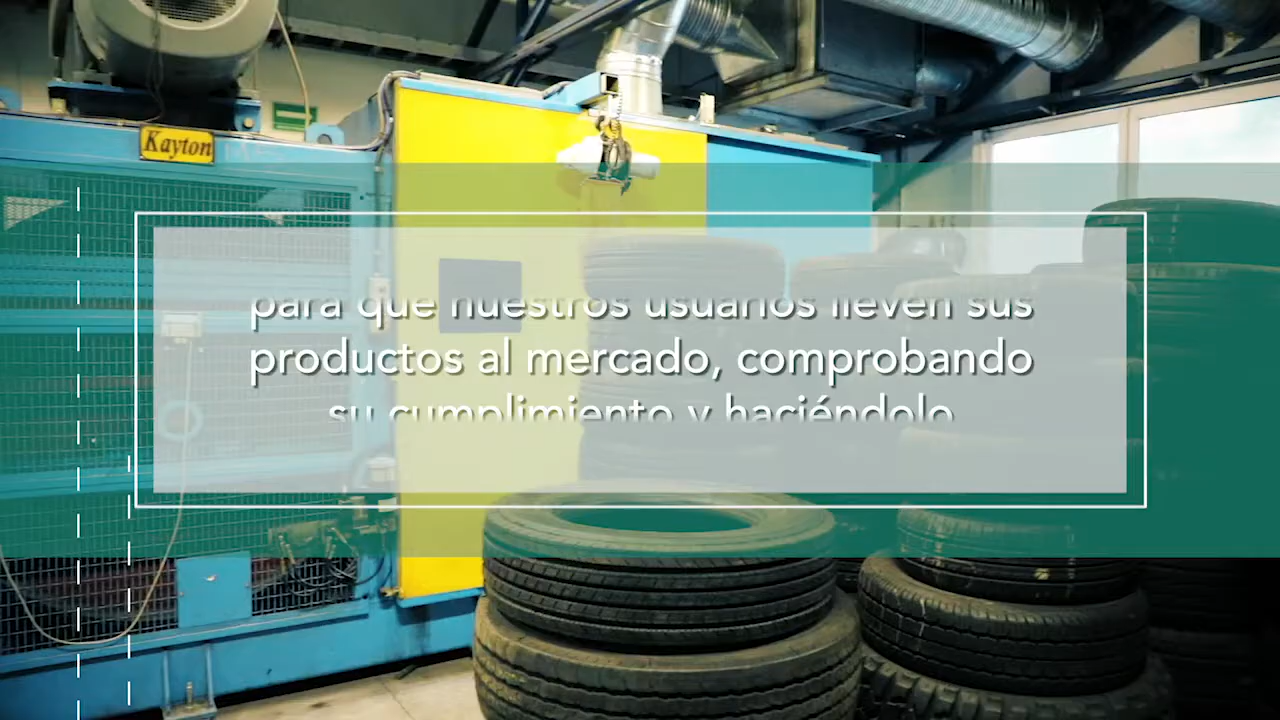 Kayton
para que nuestros usuarios lleven sus
productos al mercado, comprobando
su cumplimiento y haciéndolo